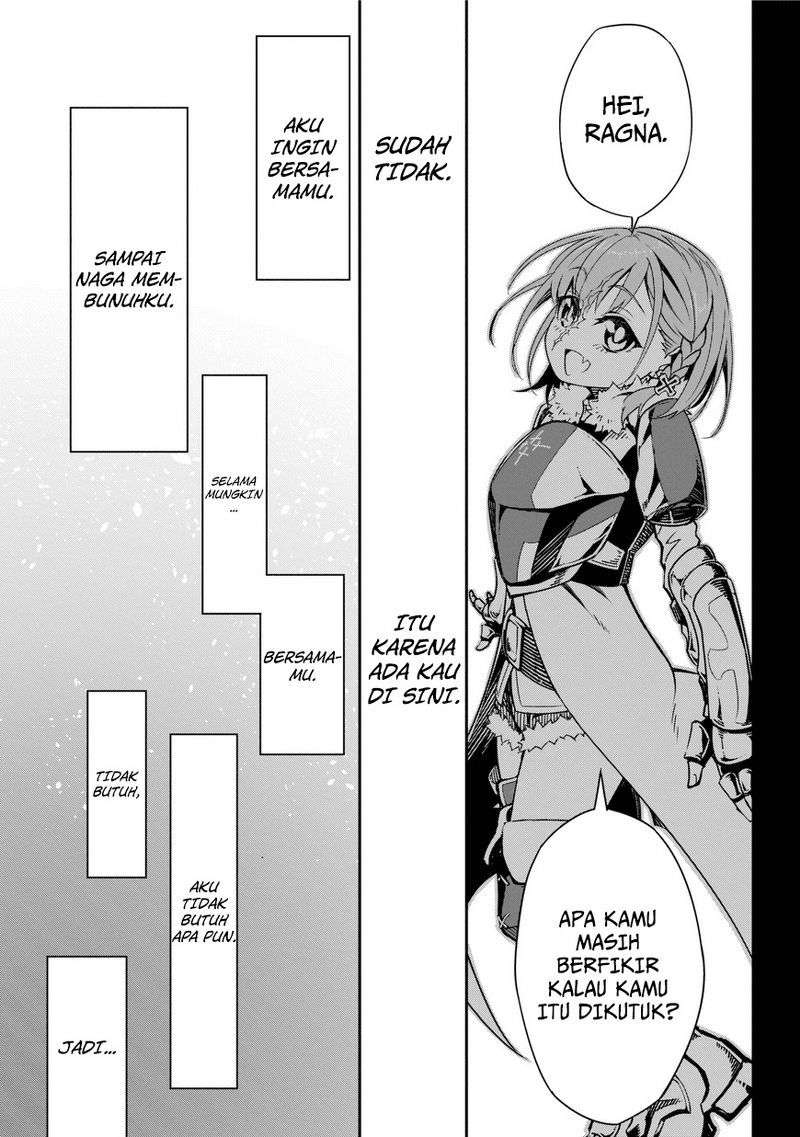 HEI,
RAGNA.
APA KAMU
MASIH
BERFIKIR
KALAU KAMU
ITU DIKUTUK?
SUDAH
TIDAK.
ITU
KARENA
ADA KAU
DI SINI.
AKU
INGIN
BERSA-
MAMU.
SAMPAI
NAGA MEM-
BUNUHKU.
SELAMA
MUNGKIN
...
BERSAMA-
MU.
TIDAK
BUTUH,
AKU
TIDAK
BUTUH
APA PUN.
JADI...